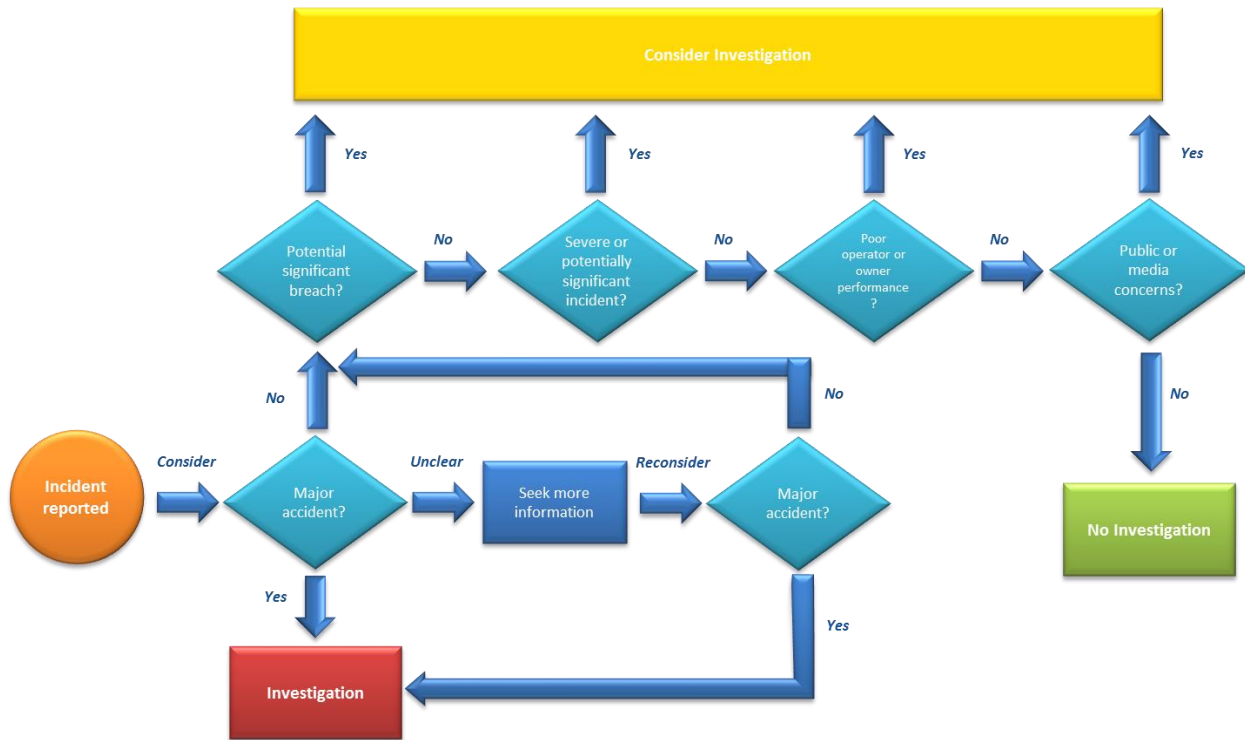 Consider Investigation
Yes
Yes
Yes
Yes
Potential
significant
breach?
No
Severe or
potentially
significant
incident?
No
Poor
operator or
owner
performance
?
No
Public or
media
concerns?
No
No
No
Incident
reported
Consider
Major
accident?
Unclear
Seek more
information
Reconsider
Major
accident?
No Investigation
Yes
Yes
Investigation